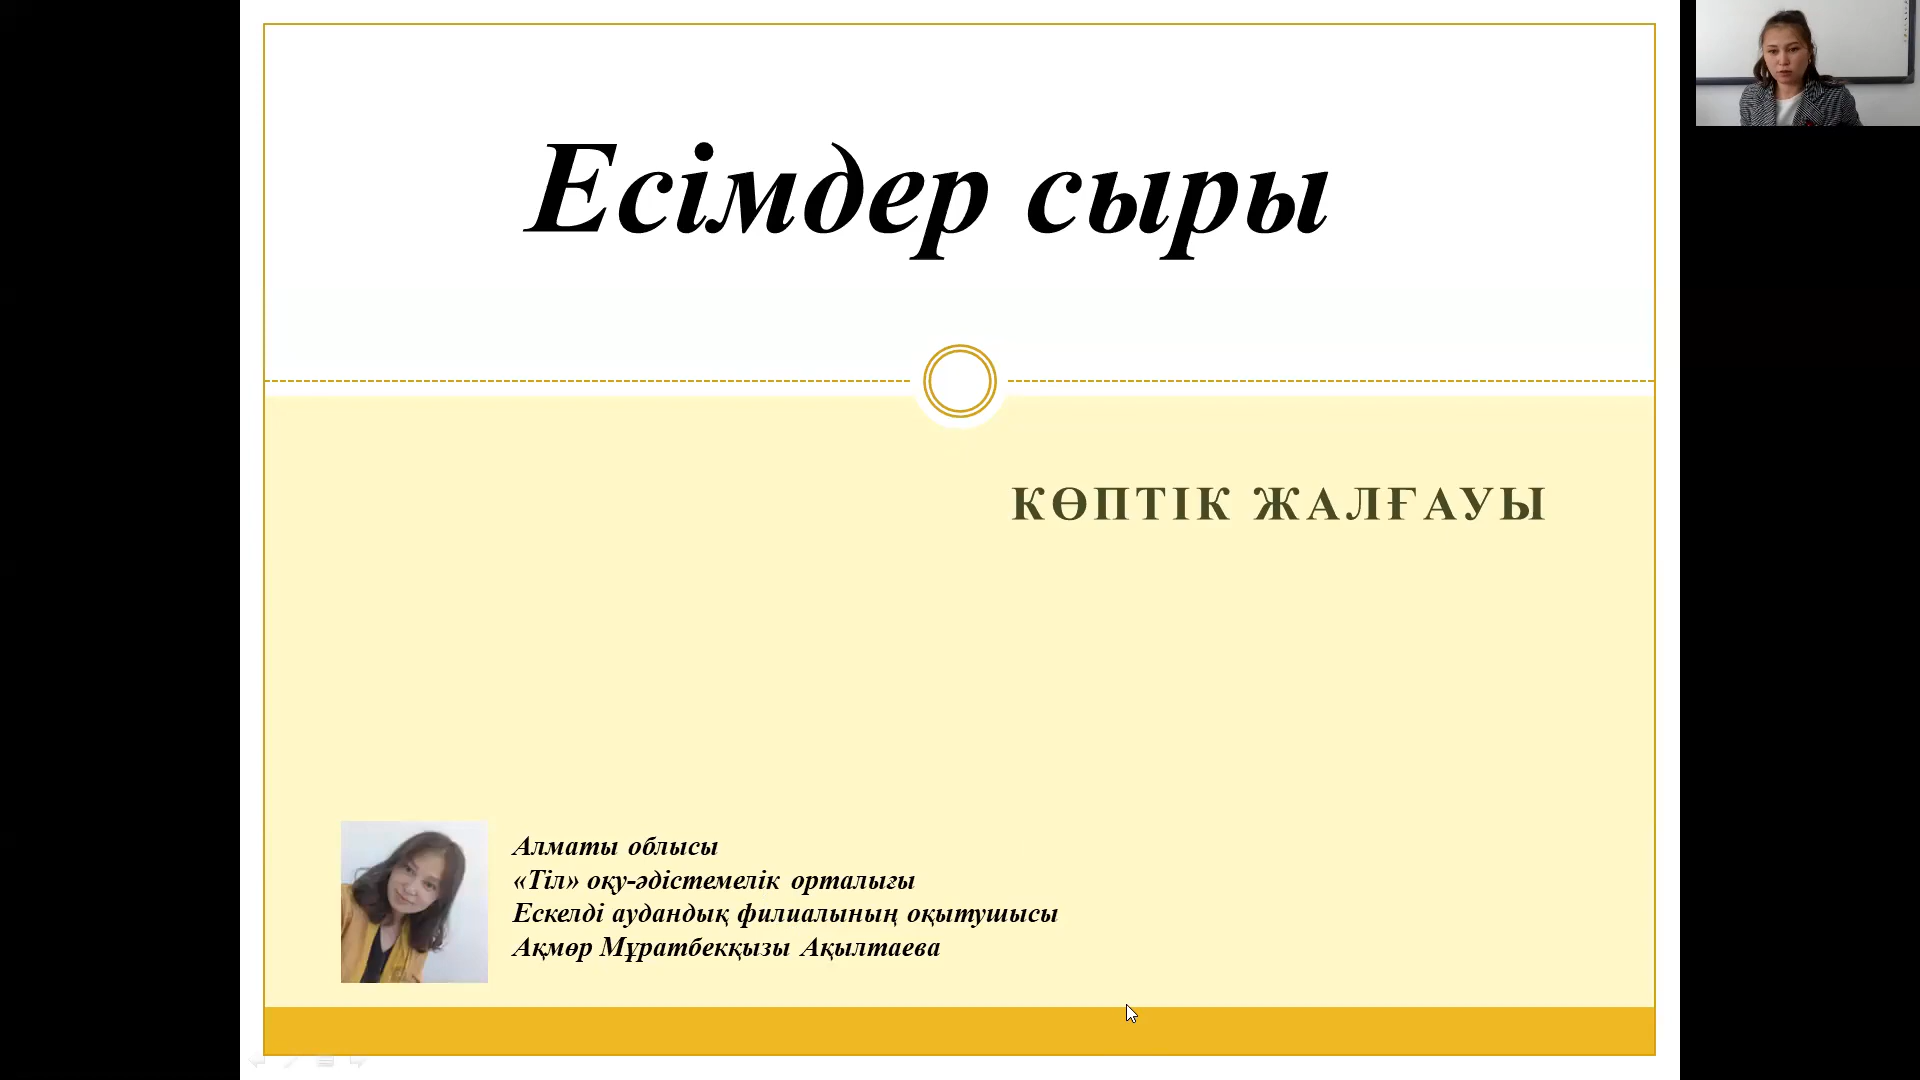 Есімдер сыры
КӨПТІК ЖАЛҒАУЫ
Алматы облысы
«Тіл» оқу-әдістемелік орталығы
Ескелді аудандық филиалының оқытушысы
Ақмөр Мұратбекқызы Ақылтаева